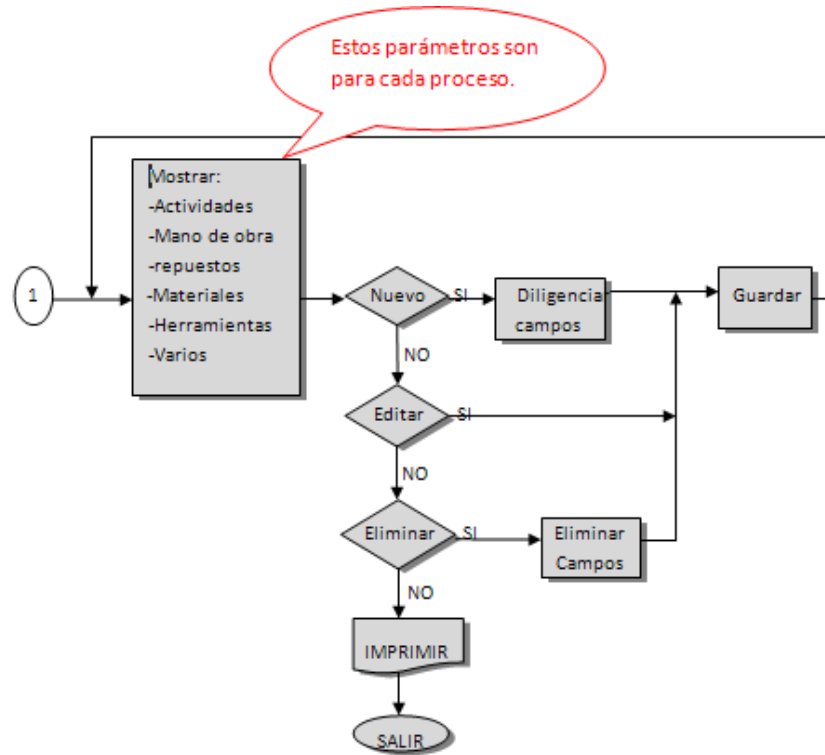 Estos parámetros son
para cada proceso.
Mostrar:
-Actividades
-Mano de obra
-repuestos
-Materiales
-Herramientas
-Varios
1
Nuevo
SI
Diligenciar
campos
Guardar
NO
Editar
SI
NO
Eliminar
SI
Eliminar
Campos
NO
IMPRIMIR
SALIR